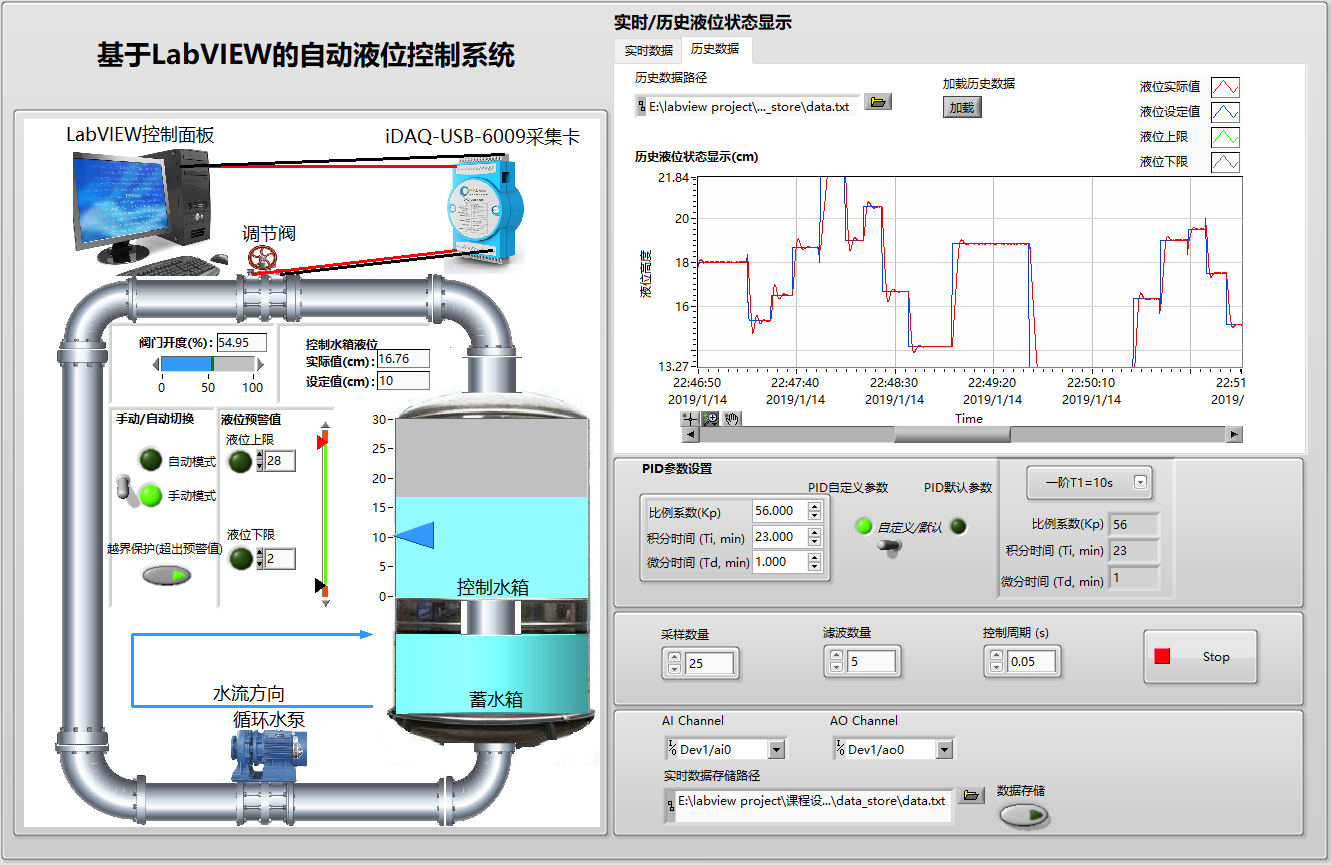 基于LabVIEW的自动液位控制系统
LabVIEW控制面板
iDAQ-USB-6009采集卡
调节阀
阀门开度(%):
54.95
0 50 100
控制水箱液位
实际值(cm):
16.76
设定值(cm):
10
手动/自动切换
自动模式
手动模式
越界保护(超出预警值)
液位预警值
液位上限
28
液位下限
2
30
25
20
15
10
5
0
控制水箱
蓄水箱
水流方向
循环水泵
实时/历史液位状态显示
实时数据
历史数据
历史数据路径
E:\labview project\..._store\data.txt
加载历史数据
加载
液位实际值
液位设定值
液位上限
液位下限
历史液位状态显示(cm)
液位高度
21.84
20
18
16
13.27
22:46:50 22:47:40 22:48:30 22:49:20 22:50:10 22:51
2019/1/14 2019/1/14 2019/1/14 2019/1/14 2019/1/14 2019/
Time
PID参数设置
比例系数(Kp)
56.000
积分时间 (Ti, min)
23.000
微分时间 (Td, min)
1.000
PID自定义参数
PID默认参数
自定义/默认
一阶T1=10s
比例系数(Kp)
56
积分时间 (Ti, min)
23
微分时间 (Td, min)
1
采样数量
25
滤波数量
5
控制周期 (s)
0.05
Stop
AI Channel
Dev1/ai0
AO Channel
Dev1/ao0
实时数据存储路径
E:\labview project\课程设...\data_store\data.txt
数据存储